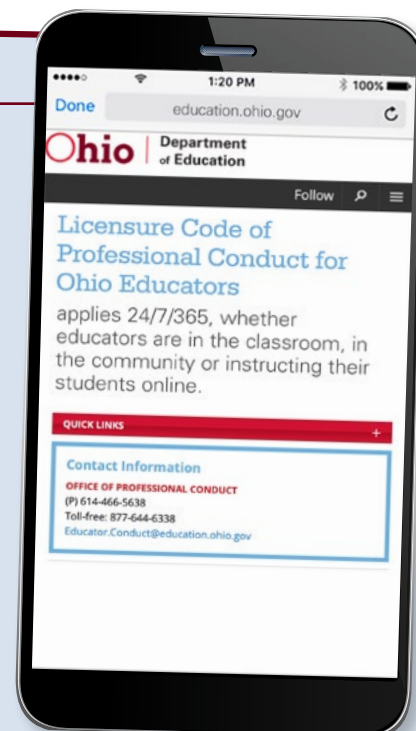 1:20 PM
100%
Done
education.ohio.gov
Ohio
Department
of Education
Follow
Licensure Code of
Professional Conduct for
Ohio Educators
applies 24/7/365, whether
educators are in the classroom, in
the community or instructing their
students online.
QUICK LINKS +
Contact Information
OFFICE OF PROFESSIONAL CONDUCT
(P) 614-466-5638
Toll-free: 877-644-6338
Educator.Conduct@education.ohio.gov